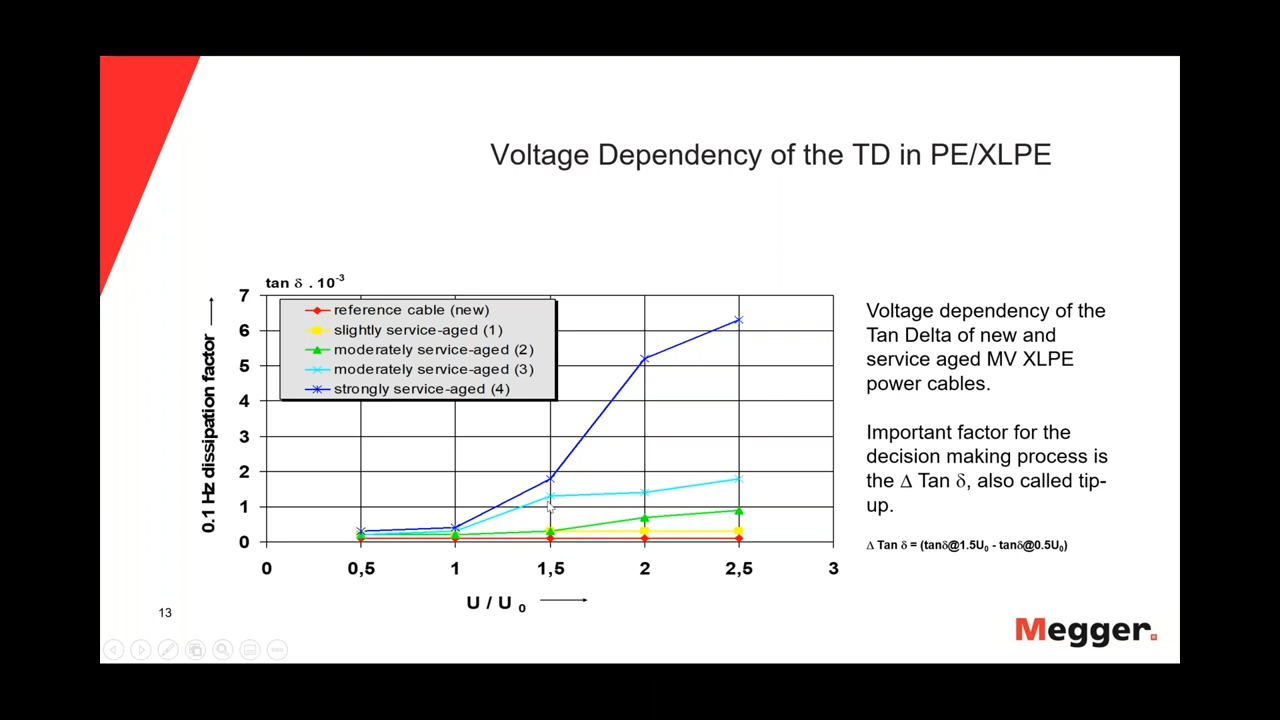 Voltage Dependency of the TD in PE/XLPE
tan δ . 10-3
7
6
5
4
3
2
1
0
0.1 Hz dissipation factor
reference cable (new)
slightly service-aged (1)
moderately service-aged (2)
moderately service-aged (3)
strongly service-aged (4)
0
0,5
1
1,5
2
2,5
3
U / U 0
Voltage dependency of the
Tan Delta of new and
service aged MV XLPE
power cables.
Important factor for the
decision making process is
the Δ Tan δ, also called tip-
up.
Δ Tan δ = (tanδ@1.5U0 - tanδ@0.5U0)
13
Megger.